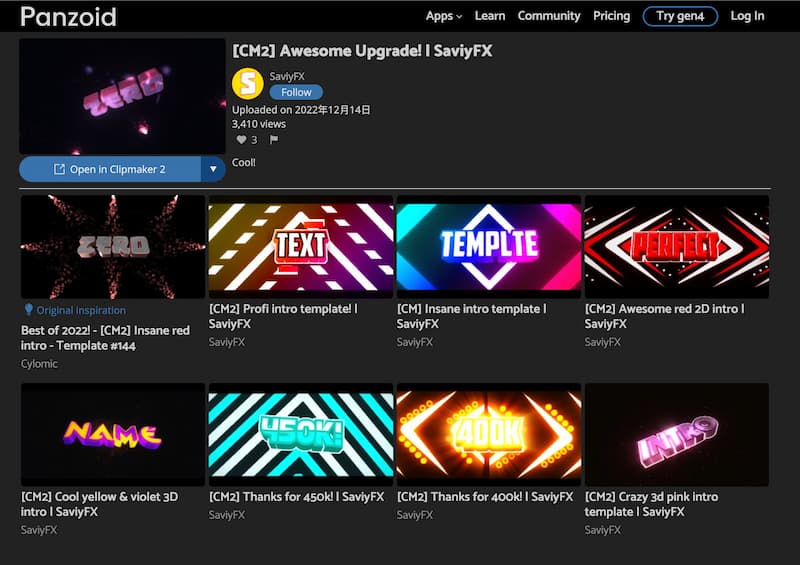 Panzoid
Apps Learn Community Pricing Try gen4 Log In
ZERO
[CM2] Awesome Upgrade! | SaviyFX
S
SaviyFX
Follow
Uploaded on 2022年12月14日
3,410 views
3
Cool!
Open in Clipmaker 2
ZERO
TEXT
TEMPLTE
PERFECT
Original Inspiration
Best of 2022! - [CM2] Insane red
intro - Template #144
Cylomic
[CM2] Profi intro template! |
SaviyFX
SaviyFX
[CM] Insane intro template |
SaviyFX
SaviyFX
[CM2] Awesome red 2D intro |
SaviyFX
SaviyFX
NAME
450K!
400K
INTRO
[CM2] Cool yellow & violet 3D
intro | SaviyFX
SaviyFX
[CM2] Thanks for 450k! | SaviyFX
SaviyFX
[CM2] Thanks for 400k! | SaviyFX
SaviyFX
[CM2] Crazy 3d pink intro
template | SaviyFX
SaviyFX